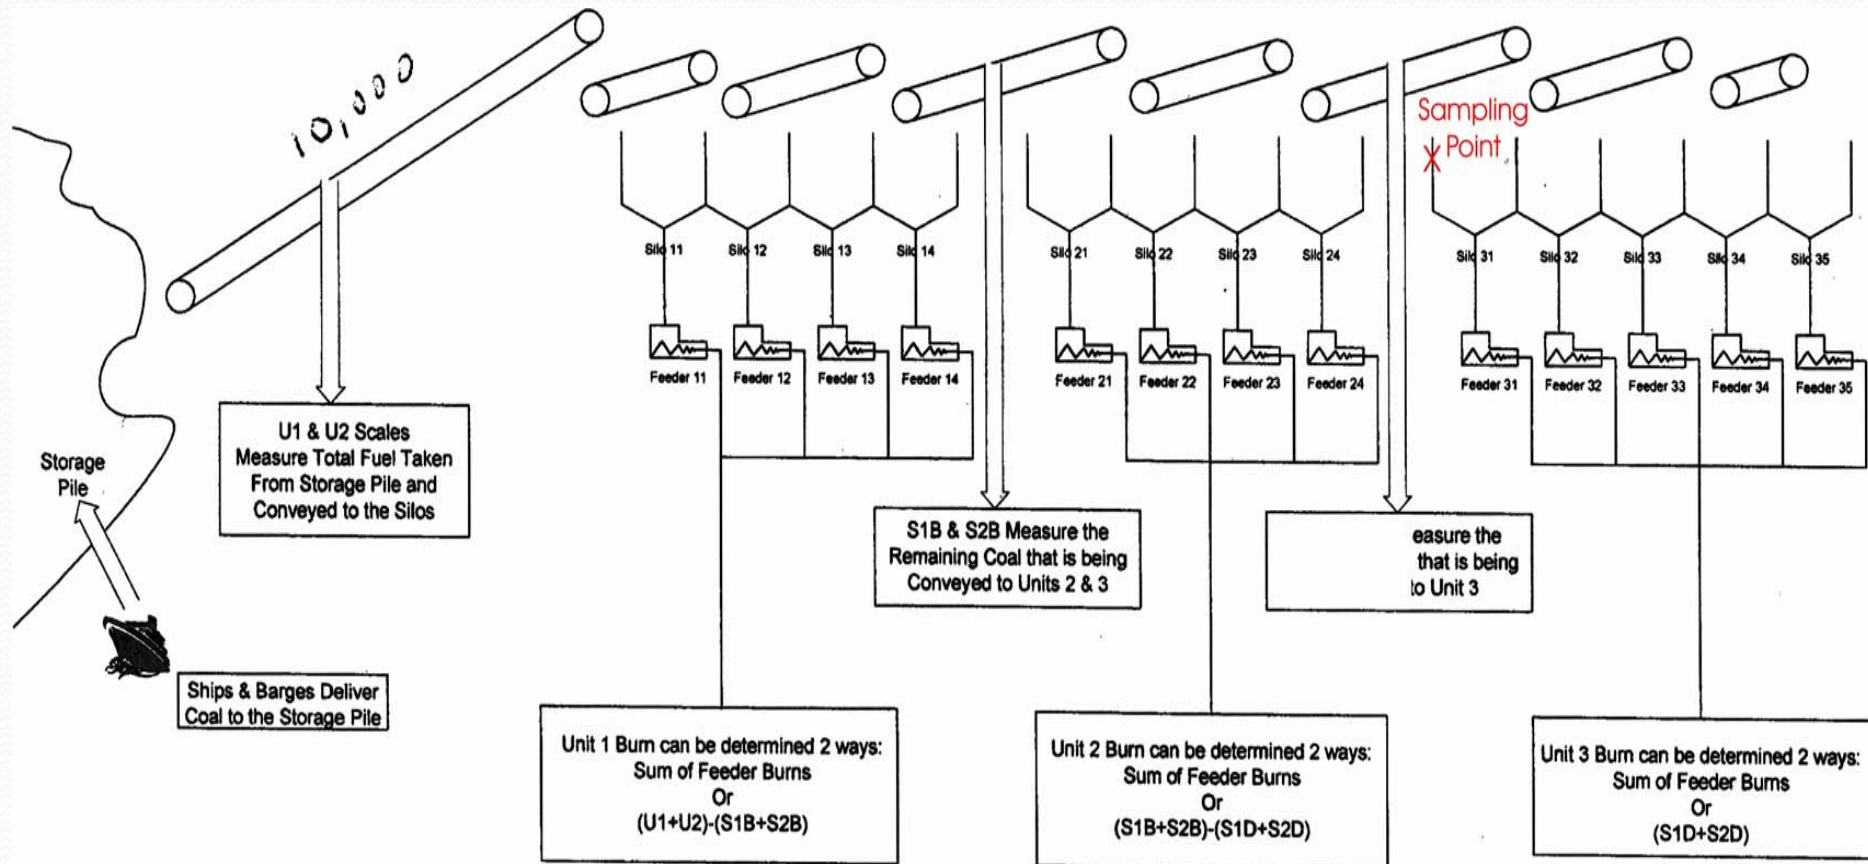 10,000
Sampling
Point
Silo 11
Silo 12
Silo 13
Silo 14
Silo 21
Silo 22
Silo 23
Silo 24
Silo 31
Silo 32
Silo 33
Silo 34
Silo 35
Feeder 11
Feeder 12
Feeder 13
Feeder 14
Feeder 21
Feeder 22
Feeder 23
Feeder 24
Feeder 31
Feeder 32
Feeder 33
Feeder 34
Feeder 35
U1 & U2 Scales
Measure Total Fuel Taken
From Storage Pile and
Conveyed to the Silos
Storage
Pile
S1B & S2B Measure the
Remaining Coal that is being
Conveyed to Units 2 & 3
easure the
that is being
to Unit 3
Ships & Barges Deliver
Coal to the Storage Pile
Unit 1 Burn can be determined 2 ways:
Sum of Feeder Burns
Or
(U1+U2)-(S1B+S2B)
Unit 2 Burn can be determined 2 ways:
Sum of Feeder Burns
Or
(S1B+S2B)-(S1D+S2D)
Unit 3 Burn can be determined 2 ways:
Sum of Feeder Burns
Or
(S1D+S2D)